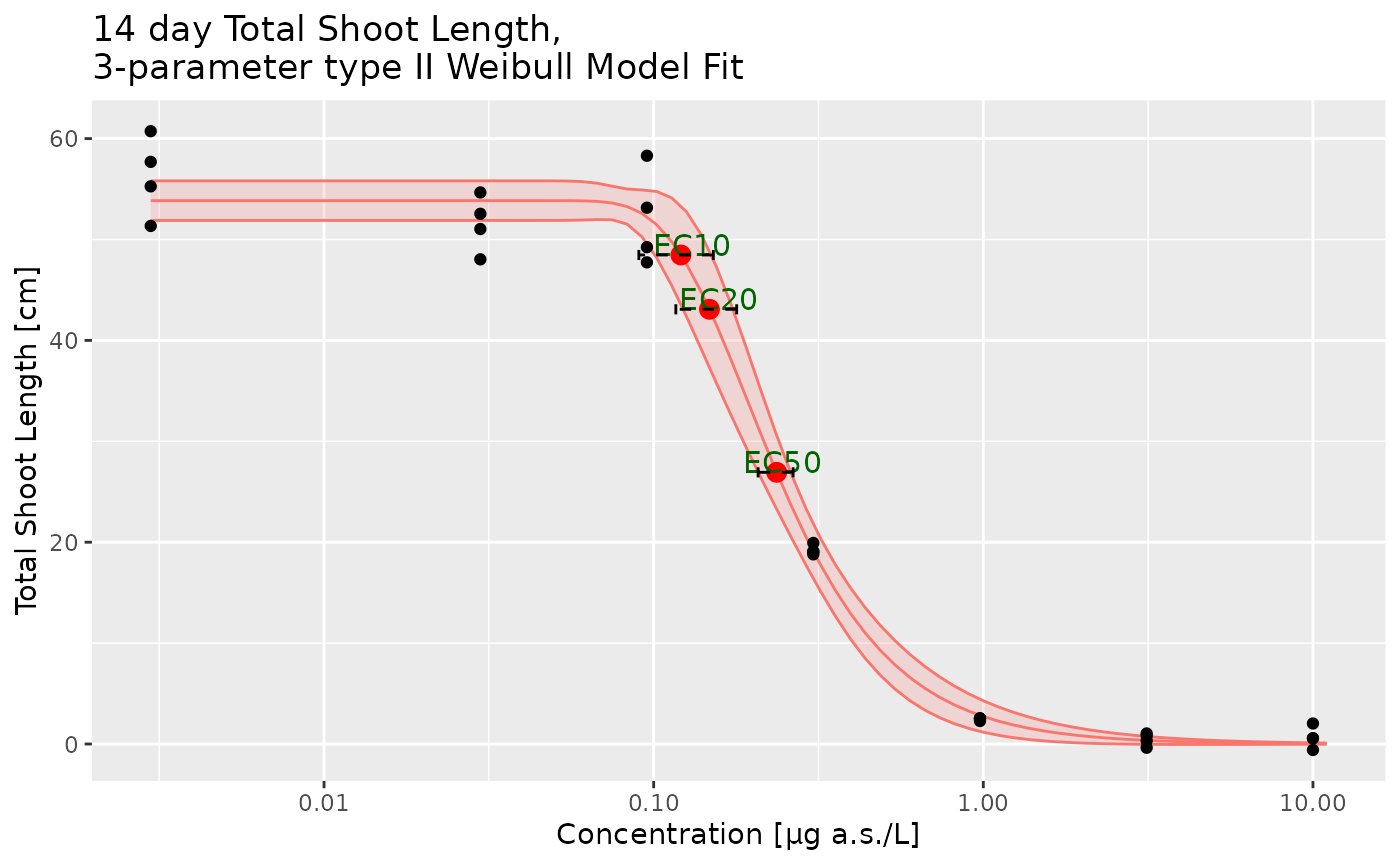 14 day Total Shoot Length,
3-parameter type II Weibull Model Fit
Total Shoot Length [cm]
60
40
20
0
EC10
EC20
EC50
0.01
0.10
1.00
10.00
Concentration [µg a.s./L]